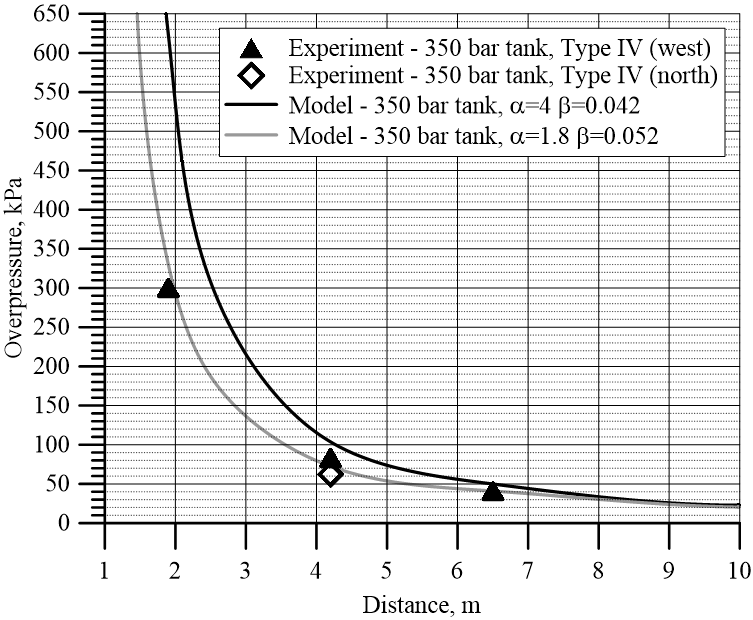 650
600
550
500
450
400
350
300
250
200
150
100
50
0
Overpressure, kPa
Experiment - 350 bar tank, Type IV (west)
Experiment - 350 bar tank, Type IV (north)
Model - 350 bar tank, α=4 β=0.042
Model - 350 bar tank, α=1.8 β=0.052
1 2 3 4 5 6 7 8 9 10
Distance, m